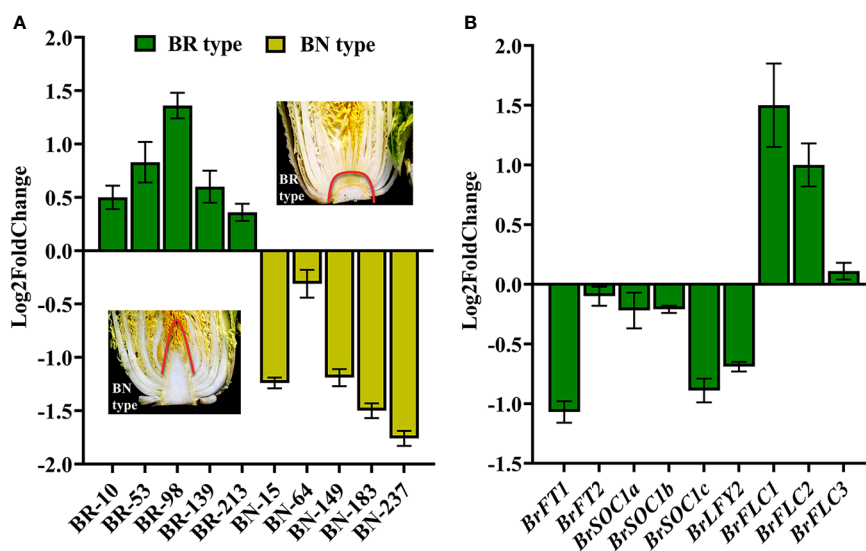 A
BR type
BN type
Log2FoldChange
2.0
1.5
1.0
0.5
0.0
-0.5
-1.0
-1.5
-2.0
BR
type
BN
type
BR-10
BR-53
BR-98
BR-139
BR-213
BN-15
BN-64
BN-149
BN-183
BN-237
B
Log2FoldChange
2.0
1.5
1.0
0.5
0.0
-0.5
-1.0
-1.5
BrFT1
BrFT2
BrSOC1a
BrSOC1b
BrSOC1c
BrLFY2
BrFLC1
BrFLC2
BrFLC3